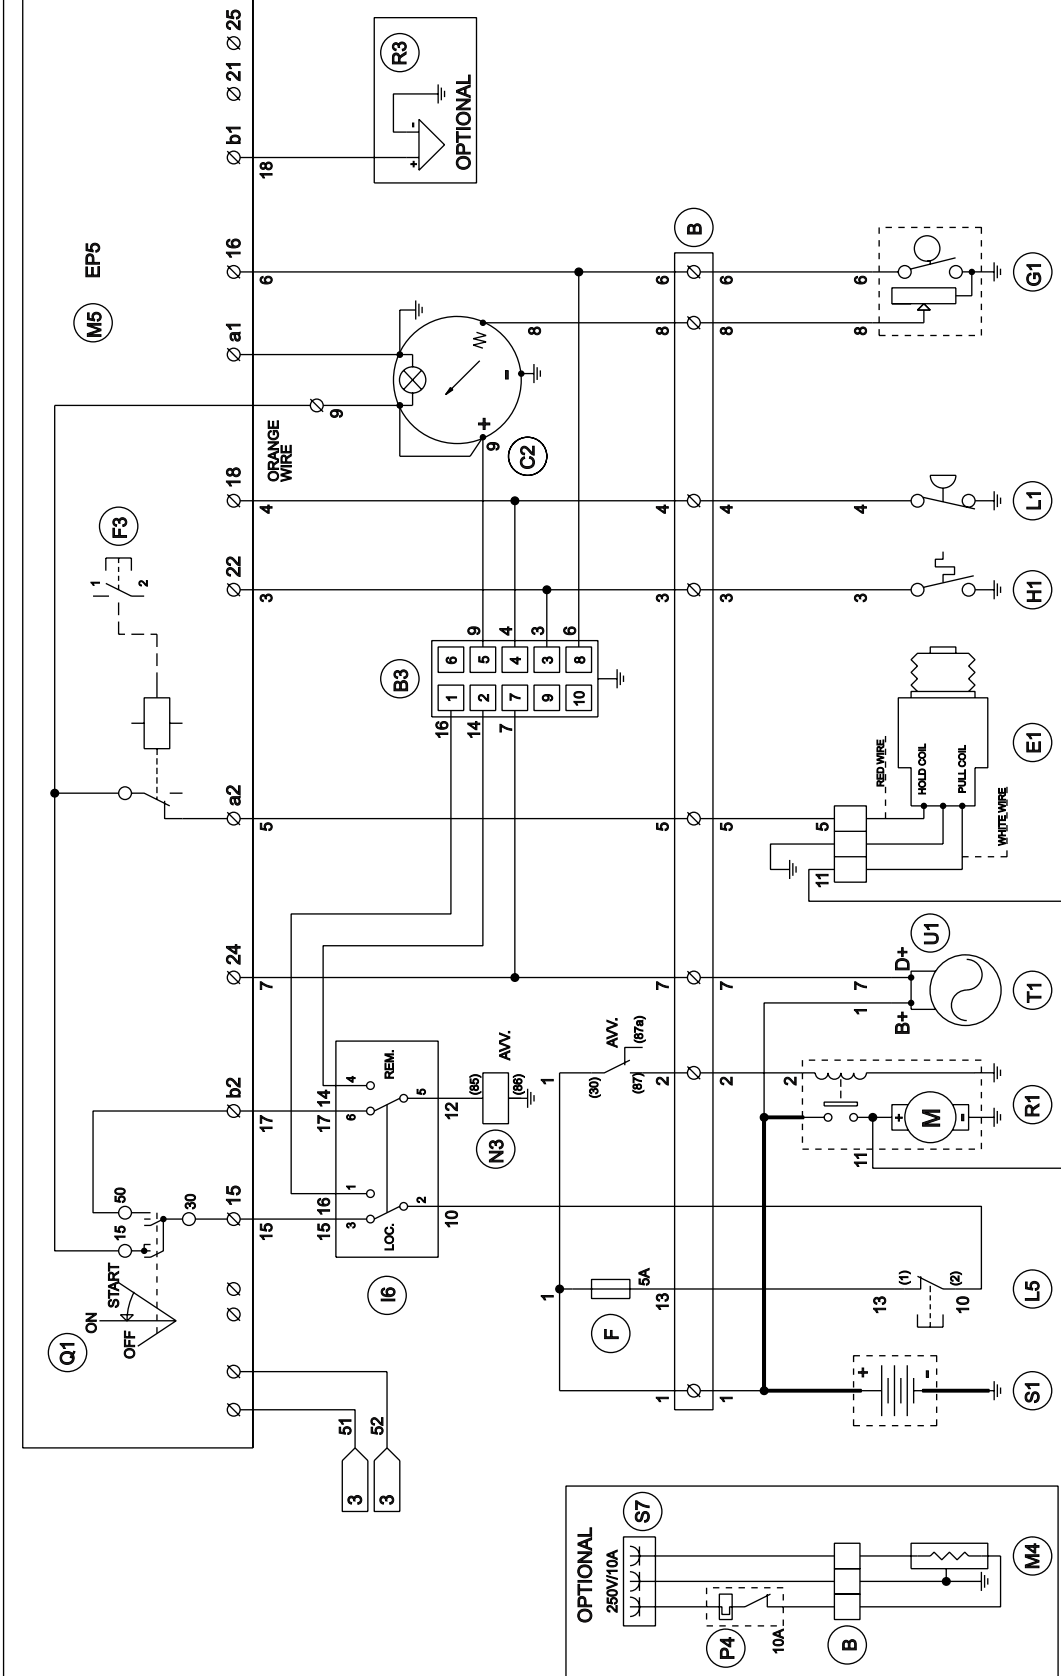 25
21
b1
18
R3
+
-
OPTIONAL
EP5
M5
16
6
a1
9
ORANGE
WIRE
18
4
22
3
F3
1
2
a2
5
24
7
b2
17
15
15
50
15
30
START
ON
OFF
Q1
51
52
3
3
C2
+
-
9
8
B3
6
5
4
3
8
1
2
7
9
10
9
4
3
6
16
14
7
I6
LOC.
REM.
15
16
17
14
3
1
6
4
2
5
10
12
N3
(85)
(86)
AVV.
AVV.
(30)
(87)
(87a)
1
2
1
F
5A
13
B
6
6
8
8
4
4
3
3
5
5
7
7
2
1
1
6
8
G1
4
L1
3
H1
RED WIRE
HOLD COIL
PULL COIL
WHITE WIRE
5
11
E1
U1
D+
B+
7
1
T1
2
M
+
-
11
R1
13
10
(1)
(2)
L5
+
-
S1
OPTIONAL
250V/10A
S7
P4
10A
B
M4